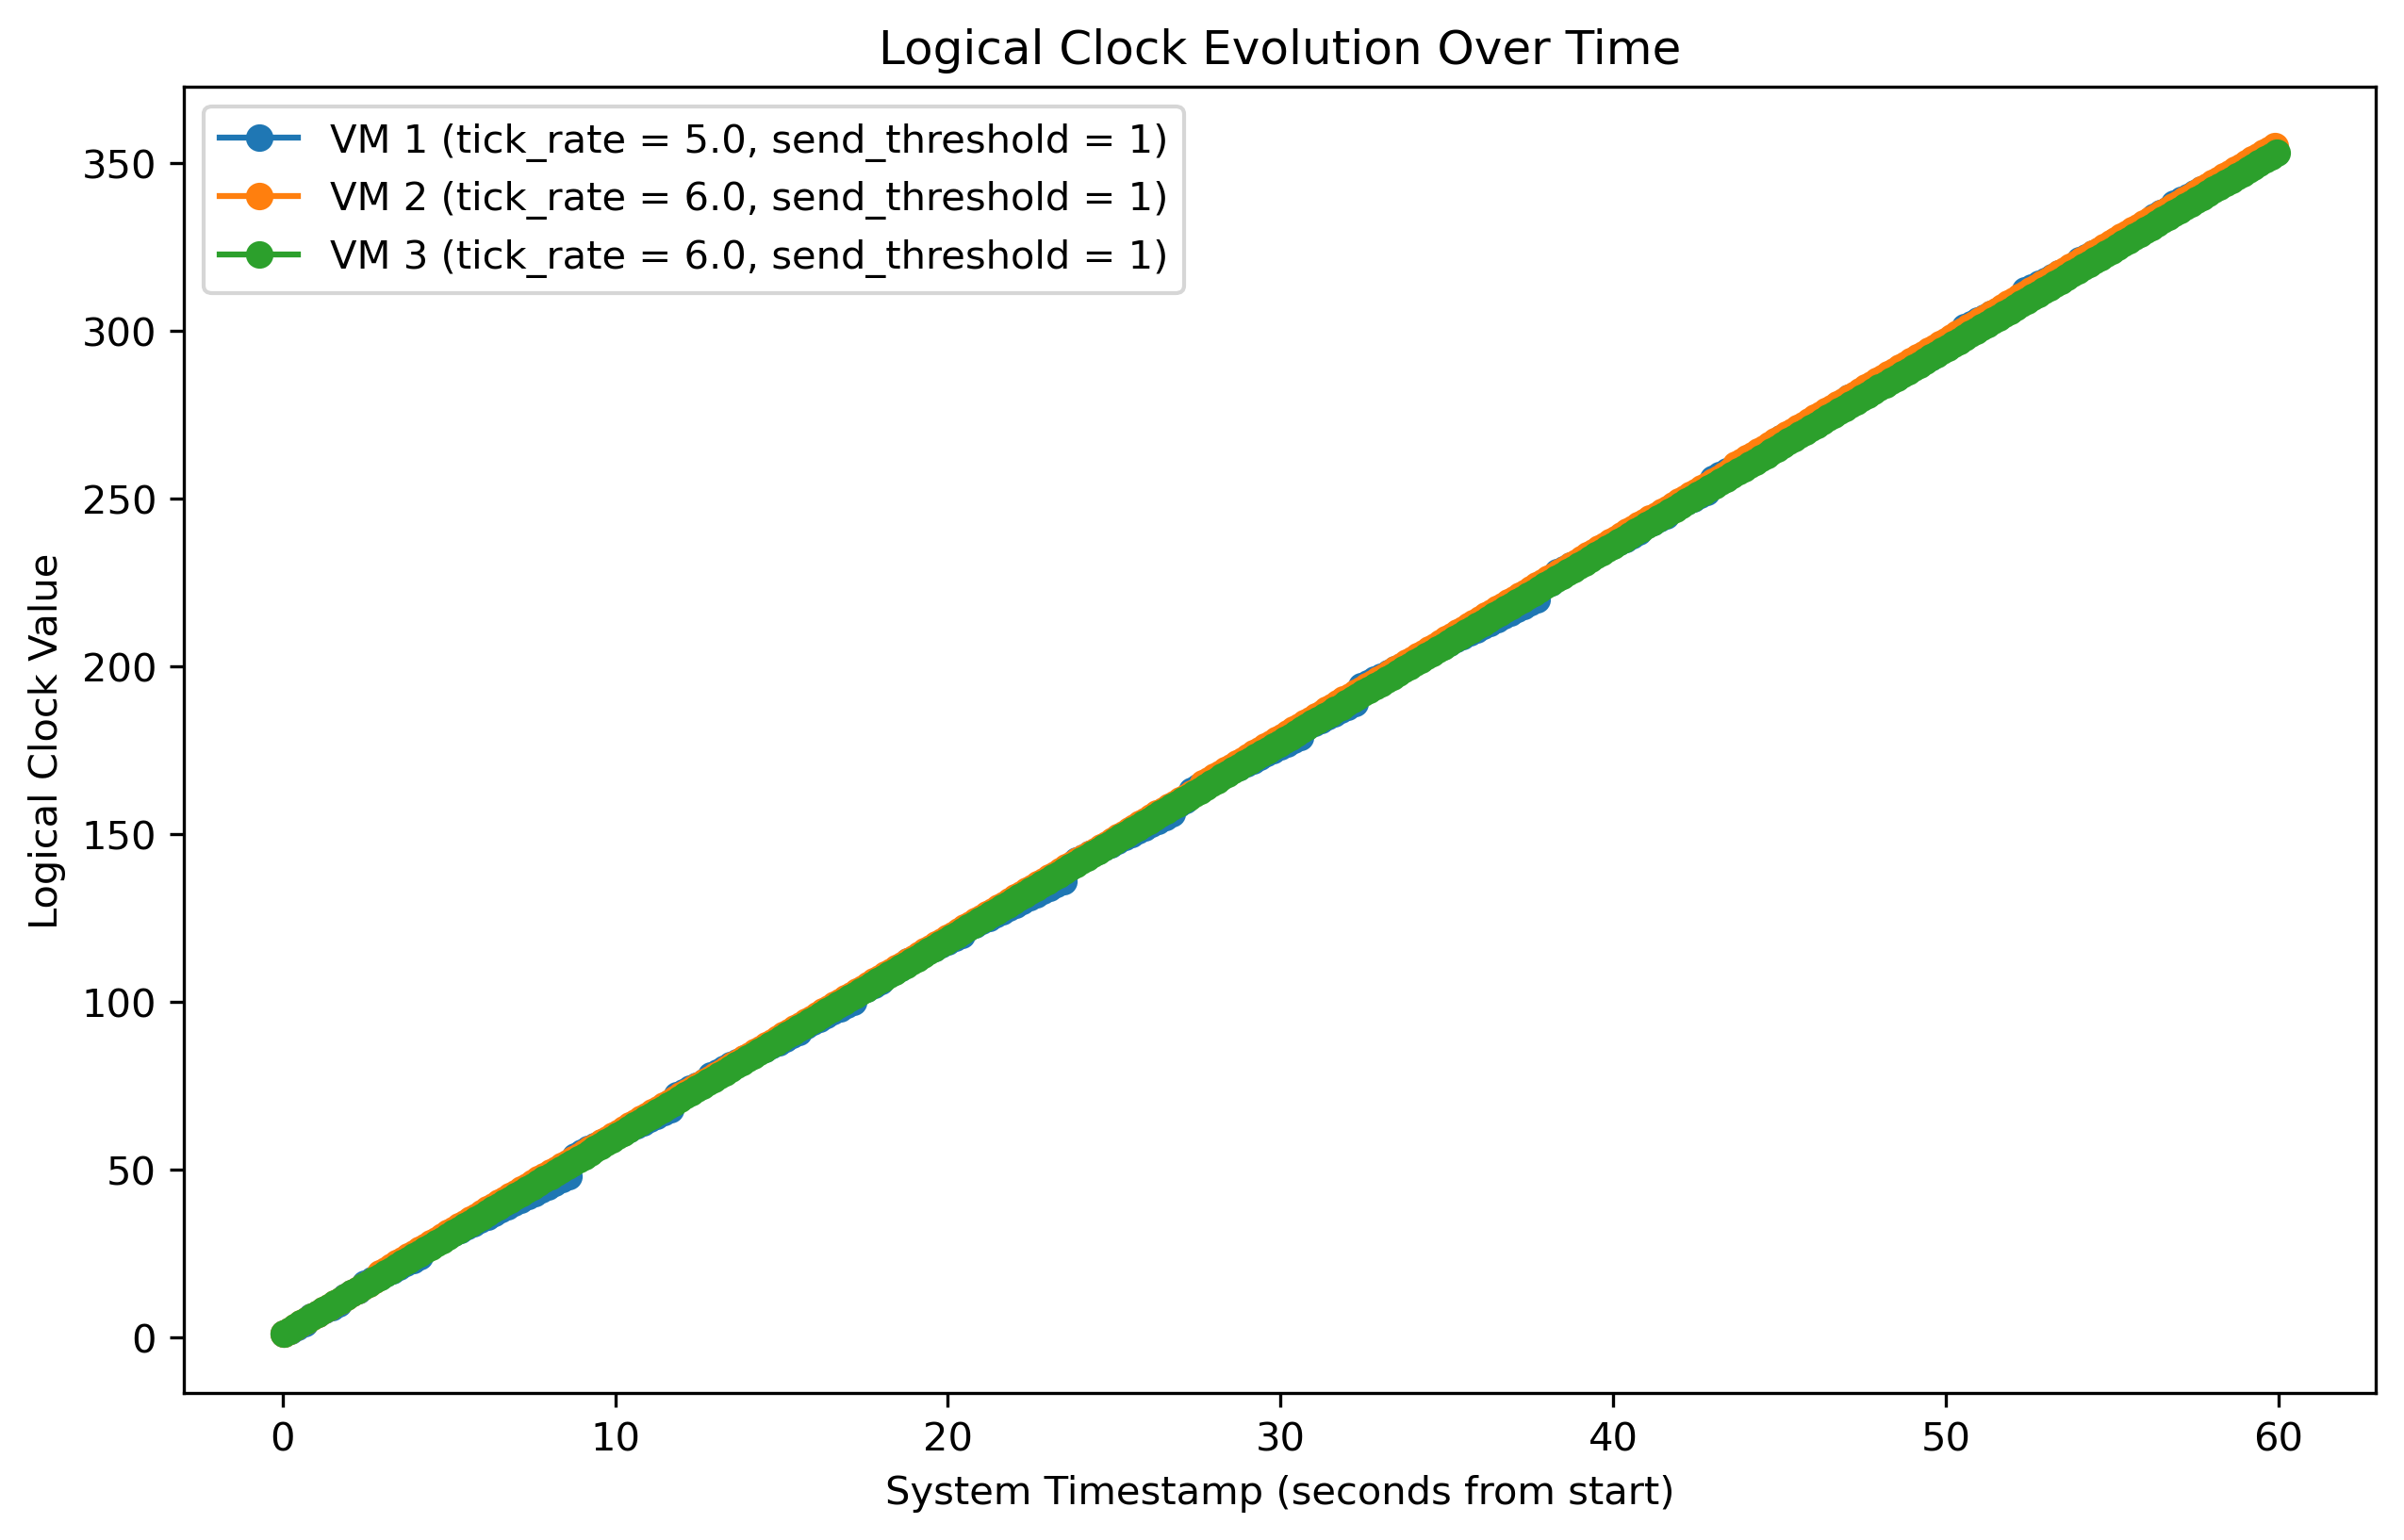 Logical Clock Evolution Over Time
VM 1 (tick_rate = 5.0, send_threshold = 1)
VM 2 (tick_rate = 6.0, send_threshold = 1)
VM 3 (tick_rate = 6.0, send_threshold = 1)
Logical Clock Value
350
300
250
200
150
100
50
0
0 10 20 30 40 50 60
System Timestamp (seconds from start)